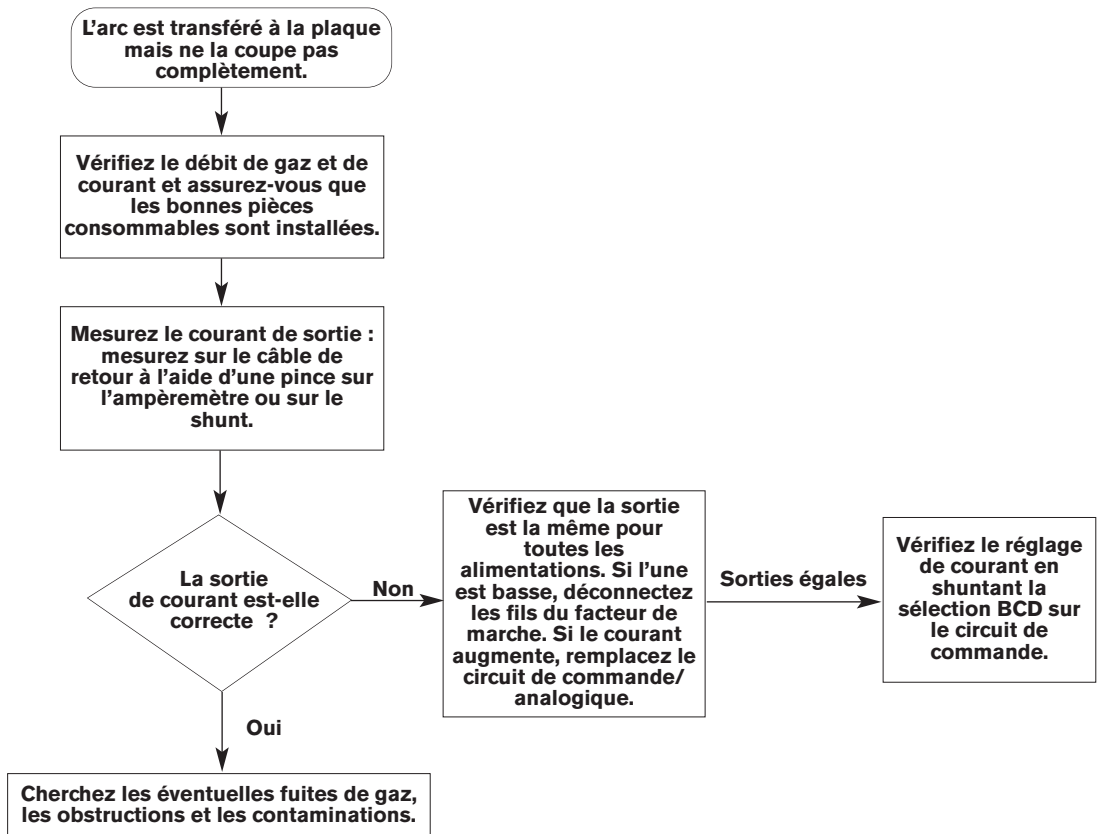 L'arc est transféré à la plaque
mais ne la coupe pas
complètement.
Vérifiez le débit de gaz et de
courant et assurez-vous que
les bonnes pièces
consommables sont installées.
Mesurez le courant de sortie :
mesurez sur le câble de
retour à l'aide d'une pince sur
l'ampèremètre ou sur le
shunt.
La sortie
de courant est-elle
correcte ?
Non
Vérifiez que la sortie
est la même pour
toutes les
alimentations. Si l'une
est basse, déconnectez
les fils du facteur de
marche. Si le courant
augmente, remplacez le
circuit de commande/
analogique.
Sorties égales
Vérifiez le réglage
de courant en
shuntant la
sélection BCD sur
le circuit de
commande.
Oui
Cherchez les éventuelles fuites de gaz,
les obstructions et les contaminations.